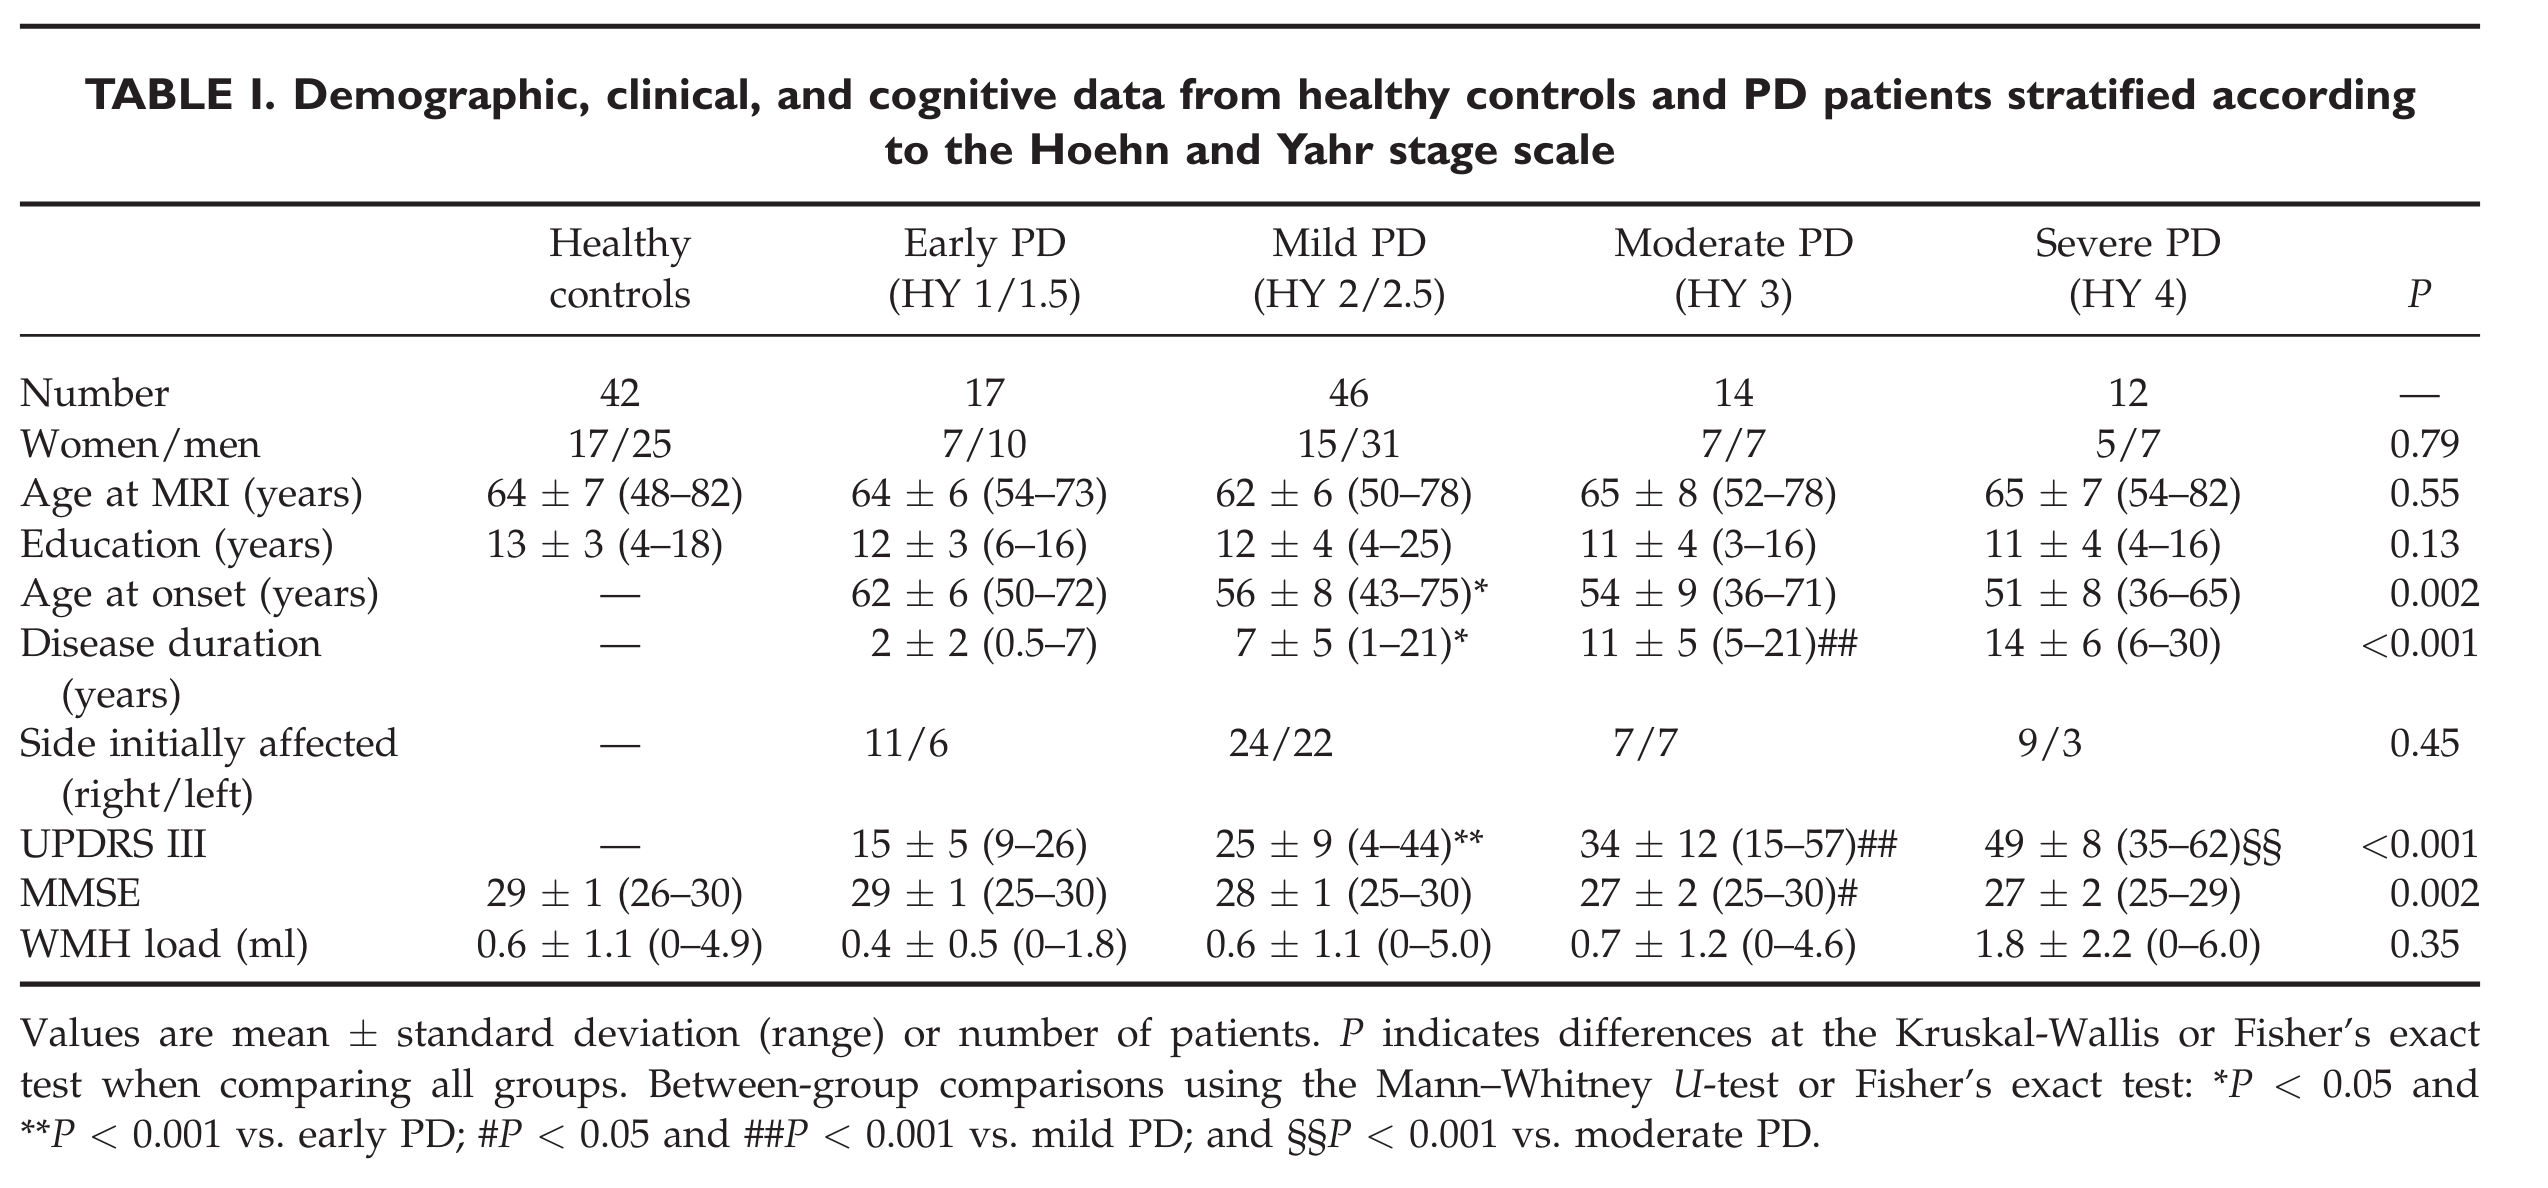 TABLE I. Demographic, clinical, and cognitive data from healthy controls and PD patients stratified according
to the Hoehn and Yahr stage scale
Healthy controls Early PD (HY 1/1.5) Mild PD (HY 2/2.5) Moderate PD (HY 3) Severe PD (HY 4) P
Number 42 17 46 14 12 —
Women/men 17/25 7/10 15/31 7/7 5/7 0.79
Age at MRI (years) 64 ± 7 (48–82) 64 ± 6 (54–73) 62 ± 6 (50–78) 65 ± 8 (52–78) 65 ± 7 (54–82) 0.55
Education (years) 13 ± 3 (4–18) 12 ± 3 (6–16) 12 ± 4 (4–25) 11 ± 4 (3–16) 11 ± 4 (4–16) 0.13
Age at onset (years) — 62 ± 6 (50–72) 56 ± 8 (43–75)* 54 ± 9 (36–71) 51 ± 8 (36–65) 0.002
Disease duration (years) — 2 ± 2 (0.5–7) 7 ± 5 (1–21)* 11 ± 5 (5–21)## 14 ± 6 (6–30) <0.001
Side initially affected (right/left) — 11/6 24/22 7/7 9/3 0.45
UPDRS III — 15 ± 5 (9–26) 25 ± 9 (4–44)** 34 ± 12 (15–57)## 49 ± 8 (35–62)§§ <0.001
MMSE 29 ± 1 (26–30) 29 ± 1 (25–30) 28 ± 1 (25–30) 27 ± 2 (25–30)# 27 ± 2 (25–29) 0.002
WMH load (ml) 0.6 ± 1.1 (0–4.9) 0.4 ± 0.5 (0–1.8) 0.6 ± 1.1 (0–5.0) 0.7 ± 1.2 (0–4.6) 1.8 ± 2.2 (0–6.0) 0.35
Values are mean ± standard deviation (range) or number of patients. P indicates differences at the Kruskal-Wallis or Fisher's exact
test when comparing all groups. Between-group comparisons using the Mann–Whitney U-test or Fisher's exact test: *P < 0.05 and
**P < 0.001 vs. early PD; #P < 0.05 and ##P < 0.001 vs. mild PD; and §§P < 0.001 vs. moderate PD.